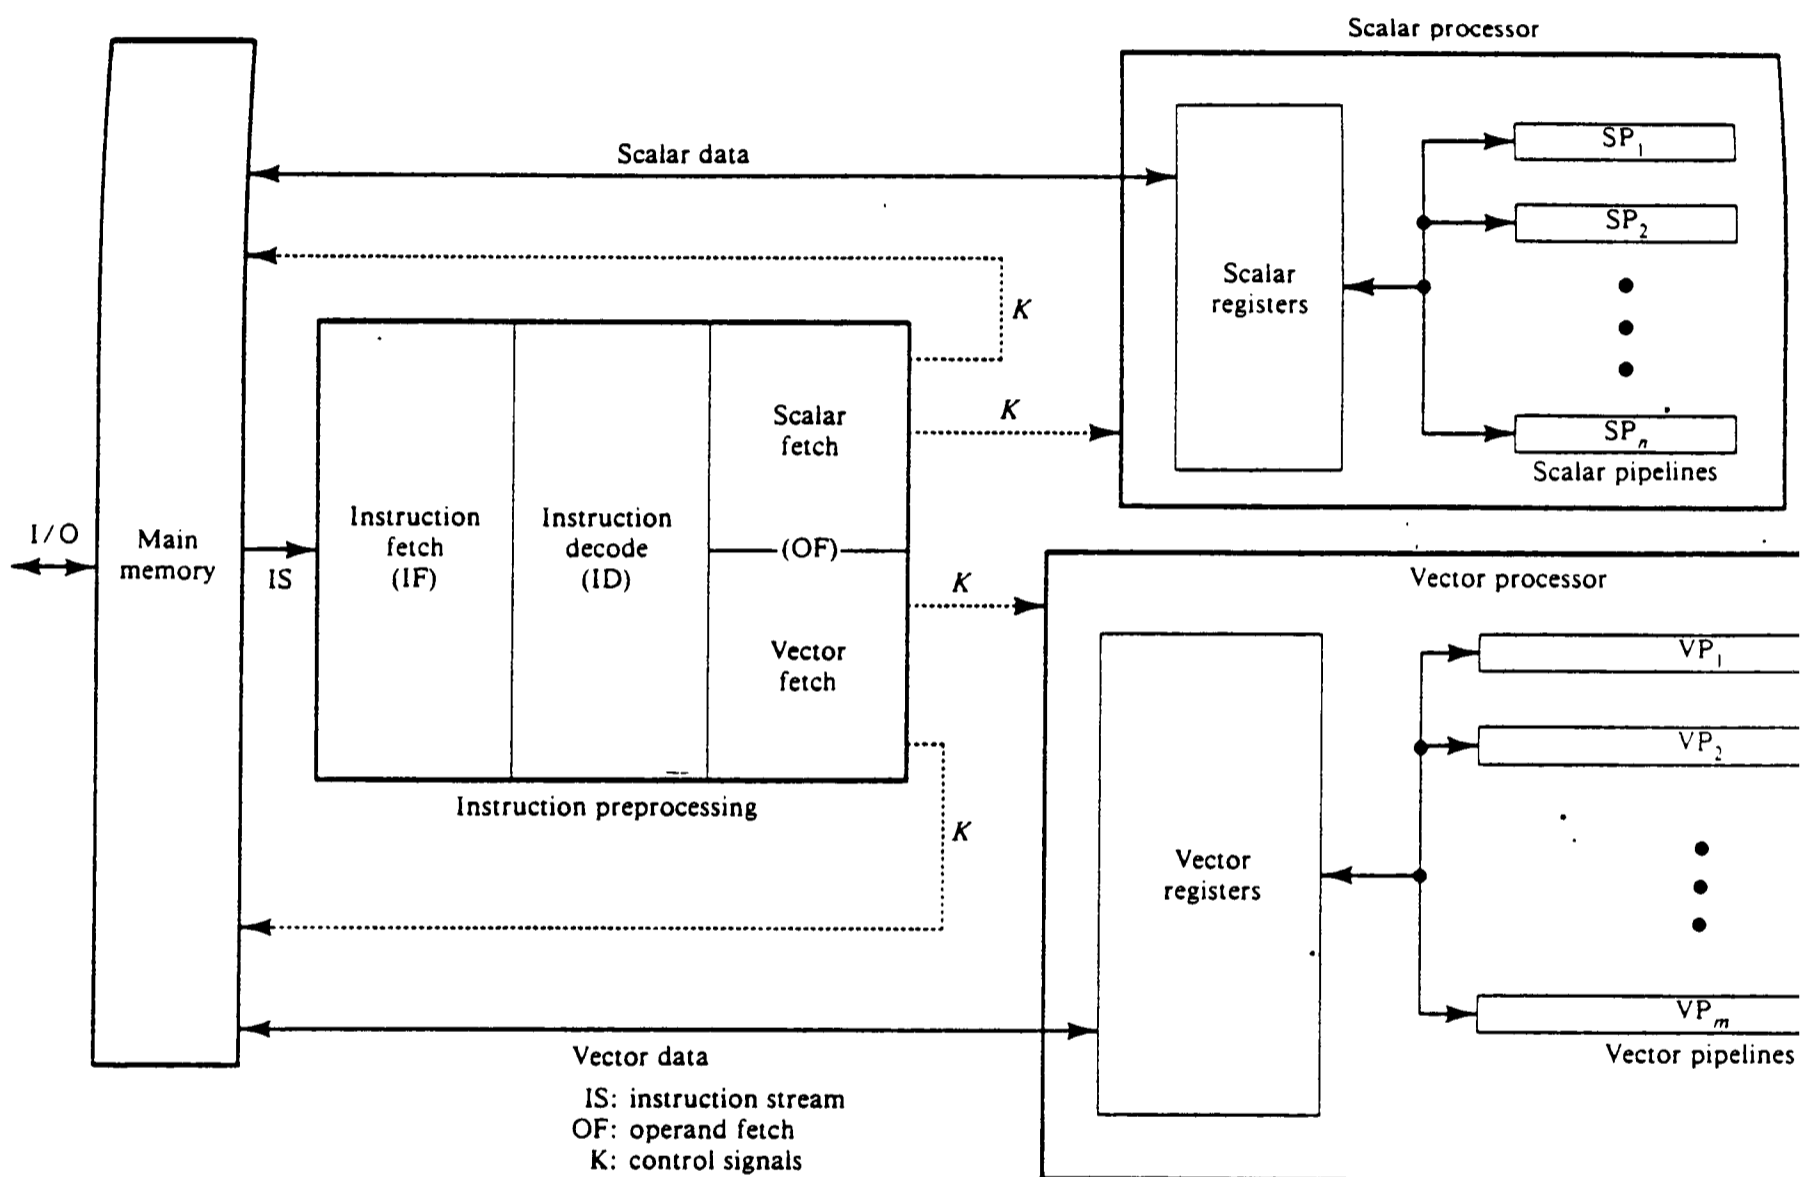 Scalar processor
Scalar data
SP₁
SP₂
Scalar
registers
K
K
SPₙ
Scalar pipelines
Scalar
fetch
I/O
Main
memory
IS
Instruction
fetch
(IF)
Instruction
decode
(ID)
(OF)
Vector
fetch
K
Instruction preprocessing
K
Vector processor
VP₁
VP₂
Vector
registers
VPₘ
Vector pipelines
Vector data
IS: instruction stream
OF: operand fetch
K: control signals